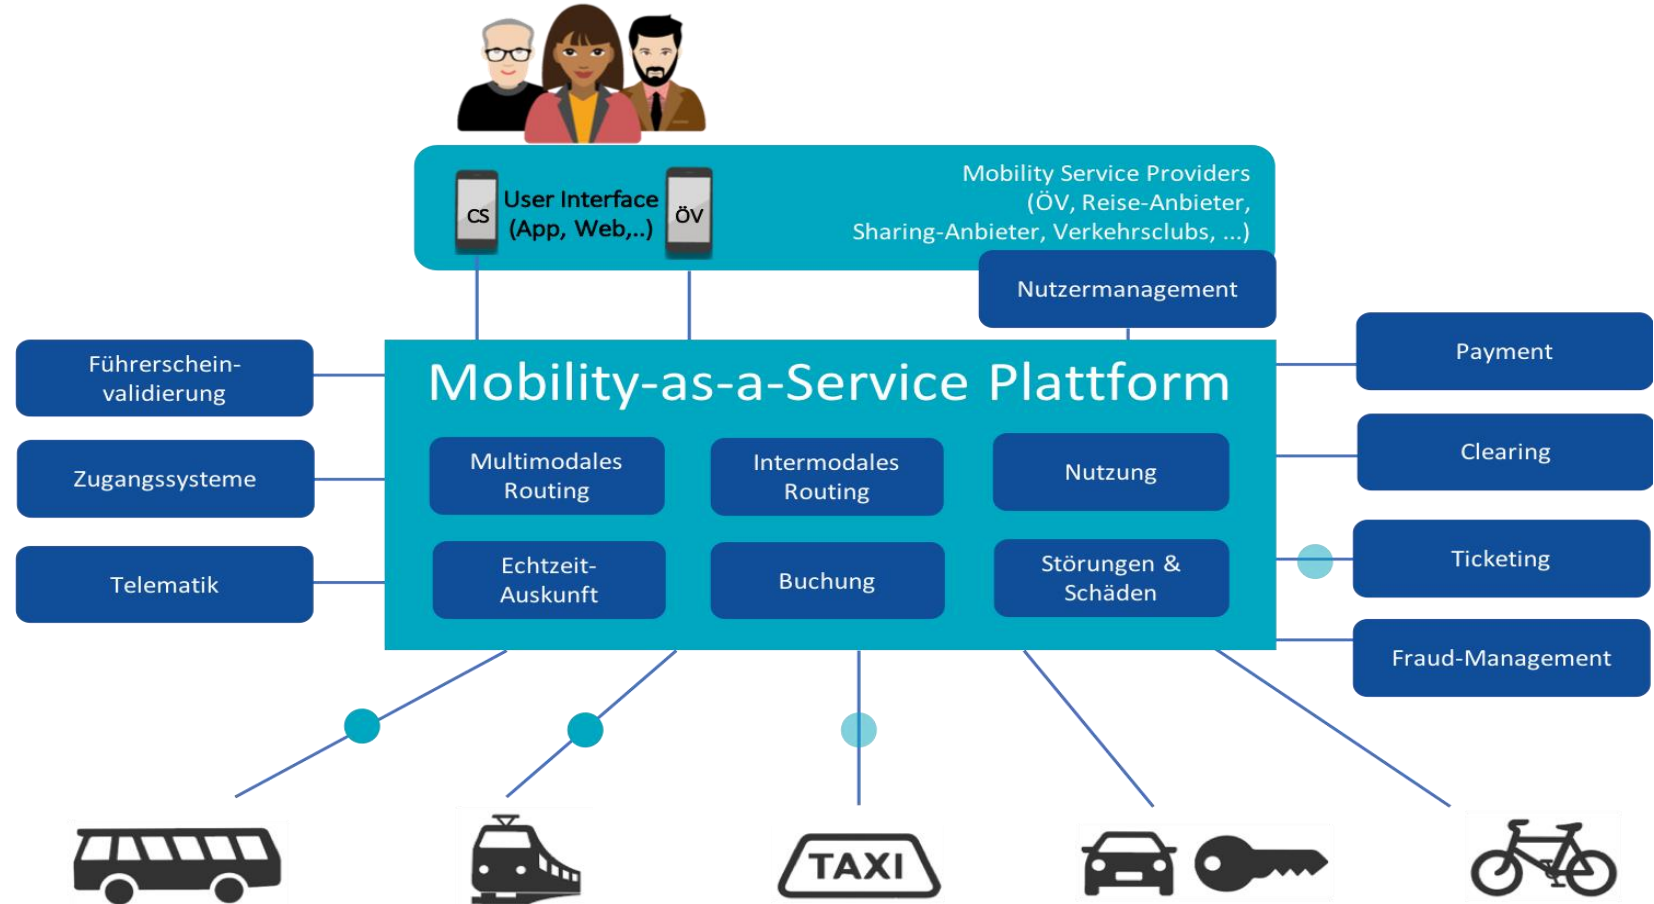 Mobility Service Providers
(ÖV, Reise-Anbieter,
Sharing-Anbieter, Verkehrsclubs, ...)
CS
User Interface
(App, Web,..)
ÖV
Nutzermanagement
Führerschein-
validierung
Zugangssysteme
Telematik
Mobility-as-a-Service Plattform
Multimodales
Routing
Intermodales
Routing
Nutzung
Echtzeit-
Auskunft
Buchung
Störungen &
Schäden
Payment
Clearing
Ticketing
Fraud-Management
TAXI